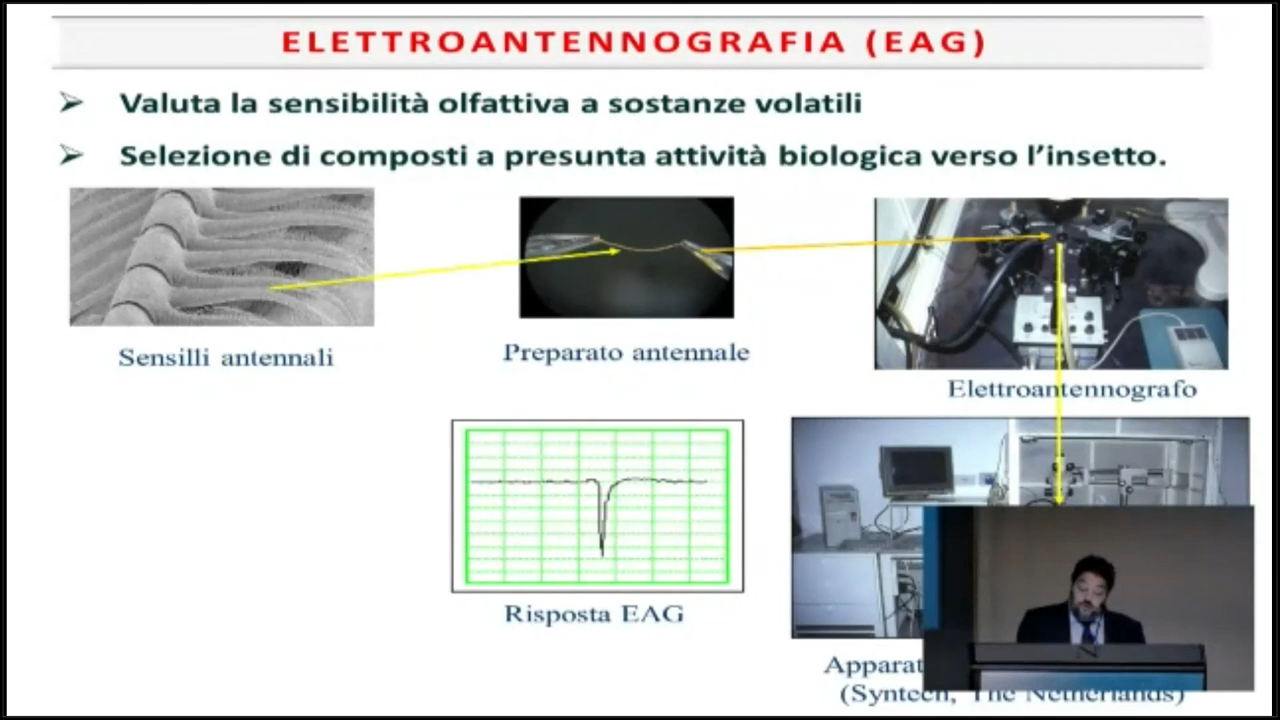 ELETTROANTENNOGRAFIA (EAG)
Valuta la sensibilità olfattiva a sostanze volatili
Selezione di composti a presunta attività biologica verso l'insetto.
Sensilli antennali
Preparato antennale
Elettroantennografo
Risposta EAG
(Syntech, The Netherlands)